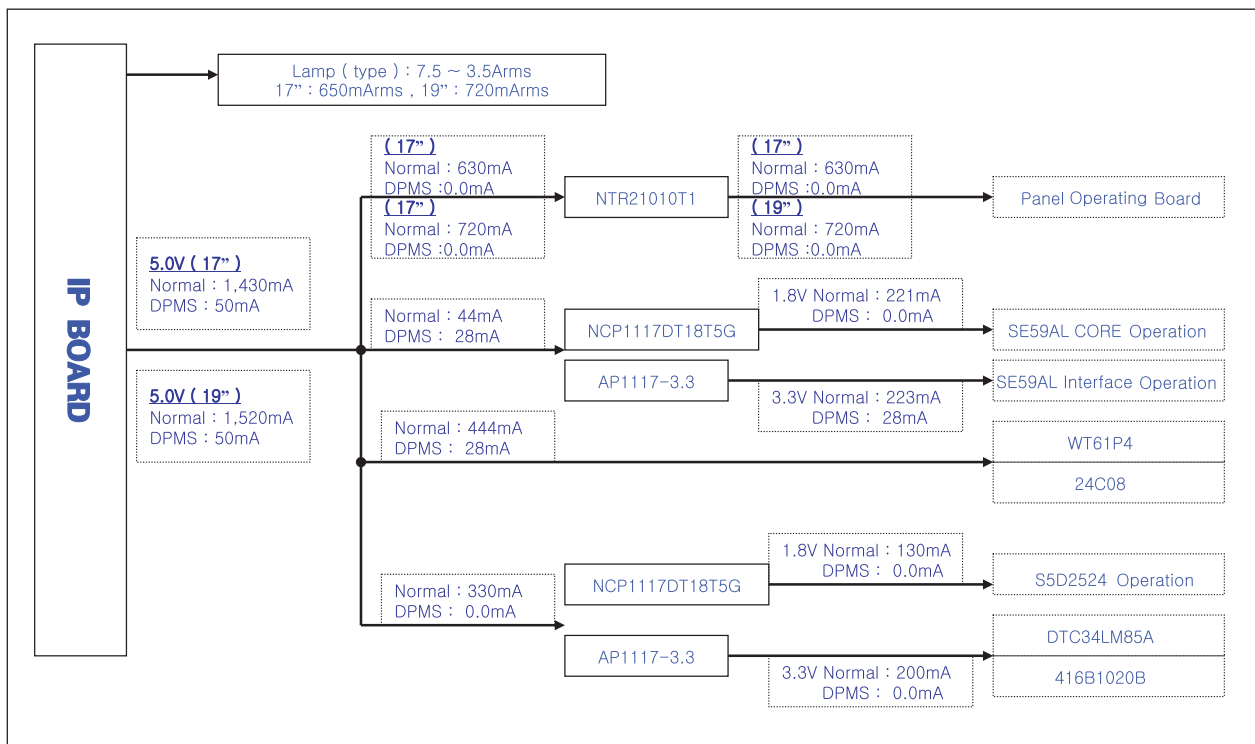 IP BOARD
Lamp ( type ) : 7.5 ~ 3.5Arms
17” : 650mArms , 19” : 720mArms
5.0V ( 17” )
Normal : 1,430mA
DPMS : 50mA
5.0V ( 19” )
Normal : 1,520mA
DPMS : 50mA
( 17” )
Normal : 630mA
DPMS :0.0mA
( 17” )
Normal : 720mA
DPMS :0.0mA
NTR21010T1
( 17” )
Normal : 630mA
DPMS :0.0mA
( 19” )
Normal : 720mA
DPMS :0.0mA
Panel Operating Board
Normal : 44mA
DPMS : 28mA
NCP1117DT18T5G
1.8V Normal : 221mA
DPMS : 0.0mA
SE59AL CORE Operation
AP1117-3.3
3.3V Normal : 223mA
DPMS : 28mA
SE59AL Interface Operation
Normal : 444mA
DPMS : 28mA
WT61P4
24C08
Normal : 330mA
DPMS : 0.0mA
NCP1117DT18T5G
1.8V Normal : 130mA
DPMS : 0.0mA
S5D2524 Operation
AP1117-3.3
3.3V Normal : 200mA
DPMS : 0.0mA
DTC34LM85A
416B1020B